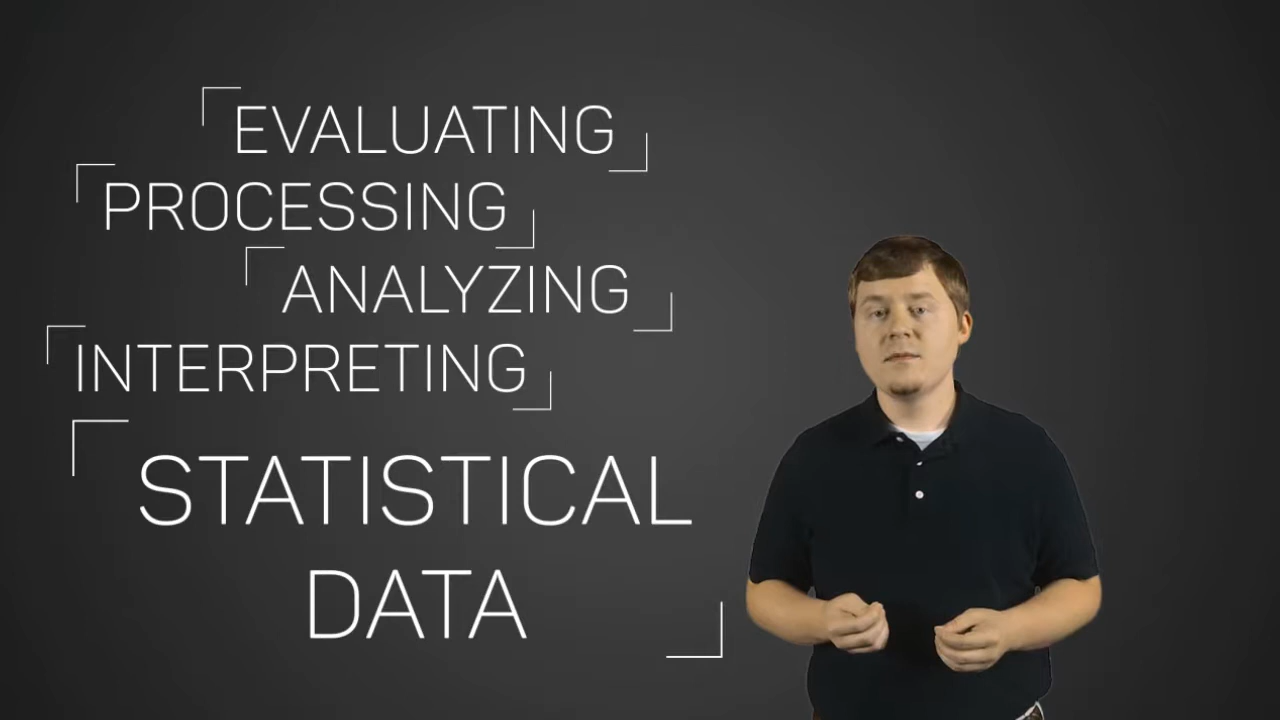 EVALUATING
PROCESSING
ANALYZING
INTERPRETING
STATISTICAL
DATA